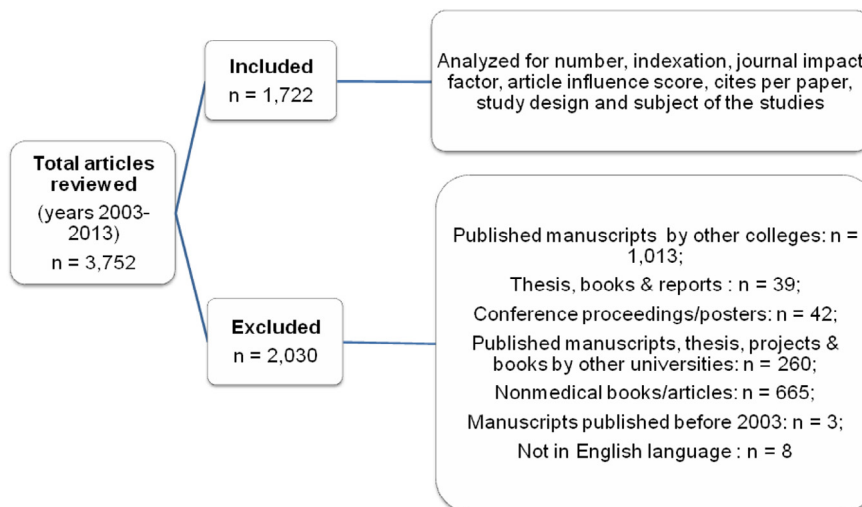 Included
n = 1,722
Analyzed for number, indexation, journal impact
factor, article influence score, cites per paper,
study design and subject of the studies
Total articles
reviewed
(years 2003-
2013)
n = 3,752
Excluded
n = 2,030
Published manuscripts by other colleges: n =
1,013;
Thesis, books & reports : n = 39;
Conference proceedings/posters: n = 42;
Published manuscripts, thesis, projects &
books by other universities: n = 260;
Nonmedical books/articles: n = 665;
Manuscripts published before 2003: n = 3;
Not in English language : n = 8